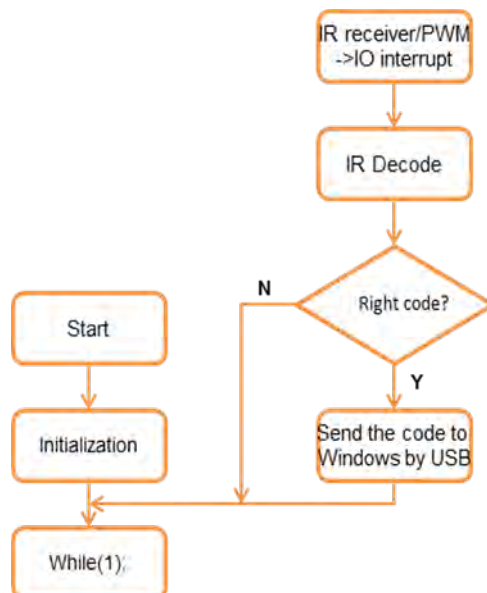 IR receiver/PWM
->IO interrupt
IR Decode
Right code?
N
Y
Send the code to
Windows by USB
Start
Initialization
While(1);